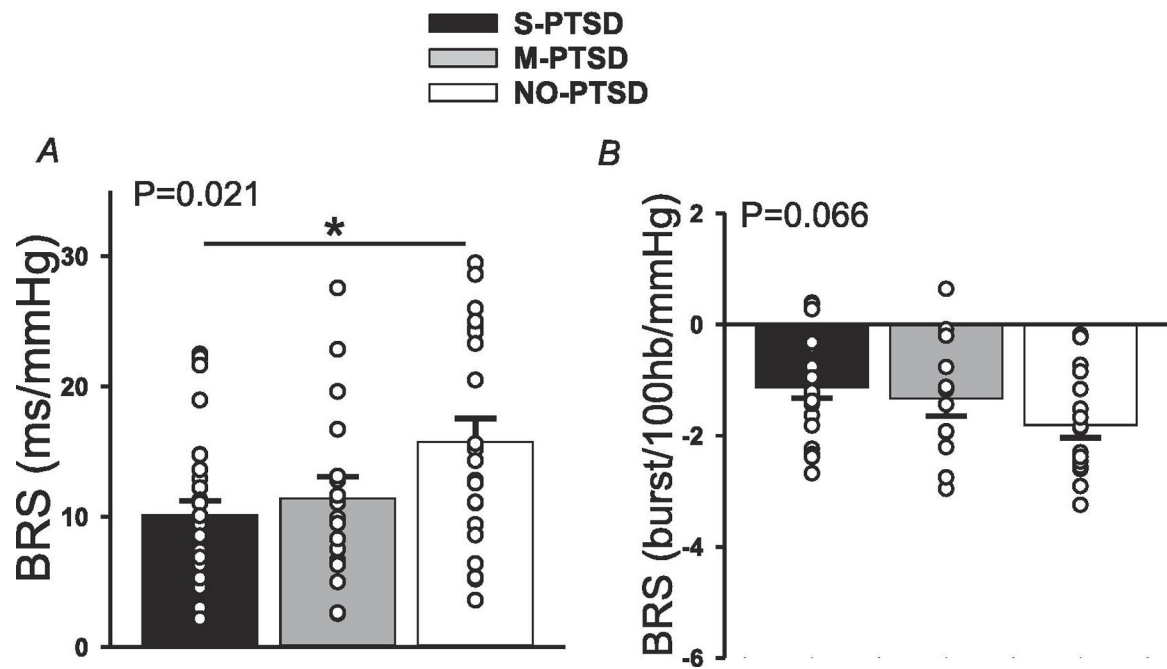 S-PTSD
M-PTSD
NO-PTSD
A
P=0.021
*
BRS (ms/mmHg)
30
20
10
0
B
P=0.066
BRS (burst/100hb/mmHg)
2
0
-2
-4
-6